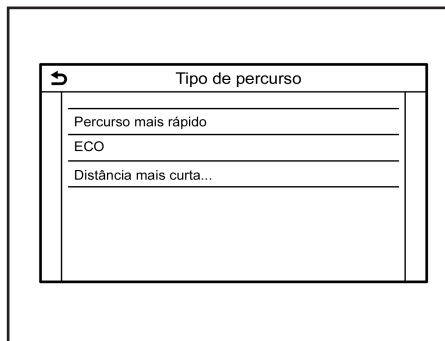 Tipo de percurso
Percurso mais rápido
ECO
Distância mais curta...